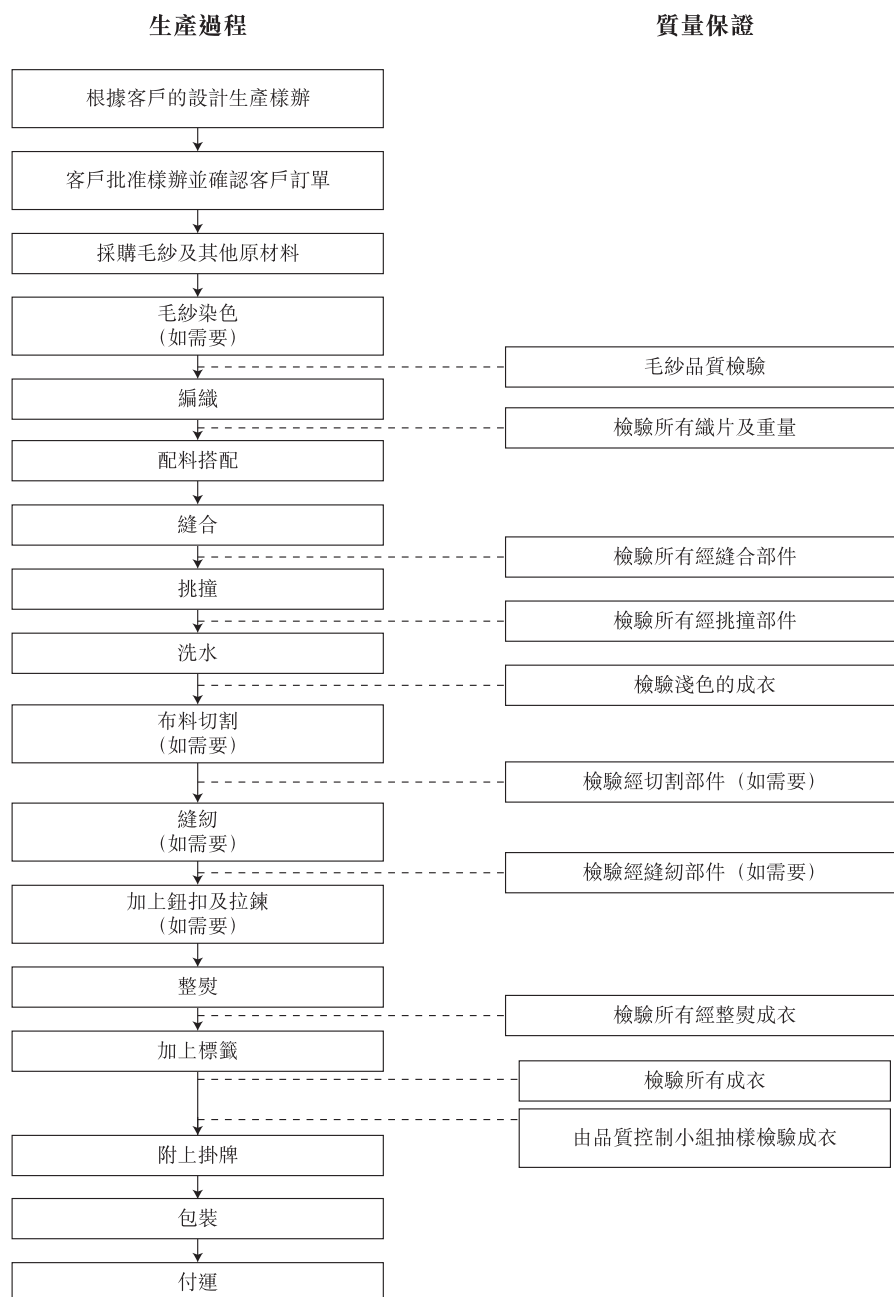 生產過程
質量保證
根據客戶的設計生產樣辦
客戶批准樣辦並確認客戶訂單
採購毛紗及其他原材料
毛紗染色
（如需要）
毛紗品質檢驗
編織
檢驗所有織片及重量
配料搭配
縫合
檢驗所有經縫合部件
挑撞
檢驗所有經挑撞部件
洗水
檢驗淺色的成衣
布料切割
（如需要）
檢驗經切割部件（如需要）
縫紉
（如需要）
檢驗經縫紉部件（如需要）
加上鈕扣及拉鍊
（如需要）
整熨
檢驗所有經整熨成衣
加上標籤
檢驗所有成衣
由品質控制小組抽樣檢驗成衣
附上掛牌
包裝
付運